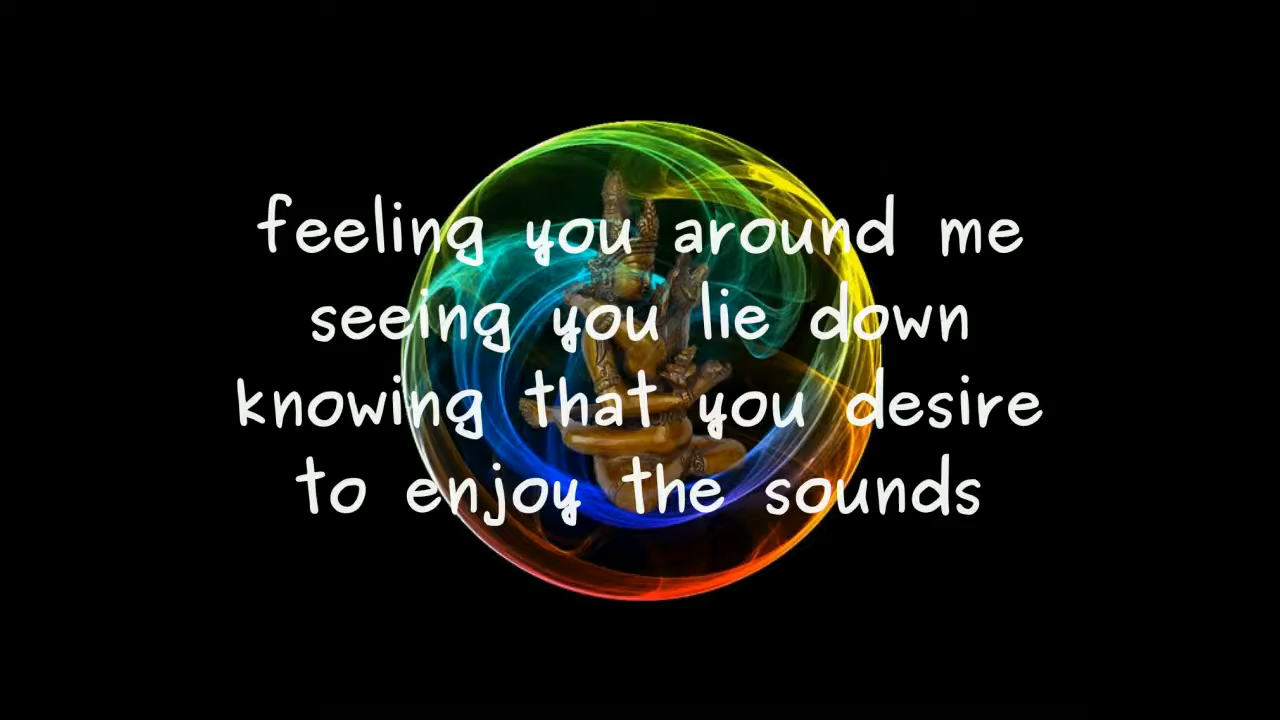 feeling you around me
seeing you lie down
knowing that you desire
to enjoy the sounds